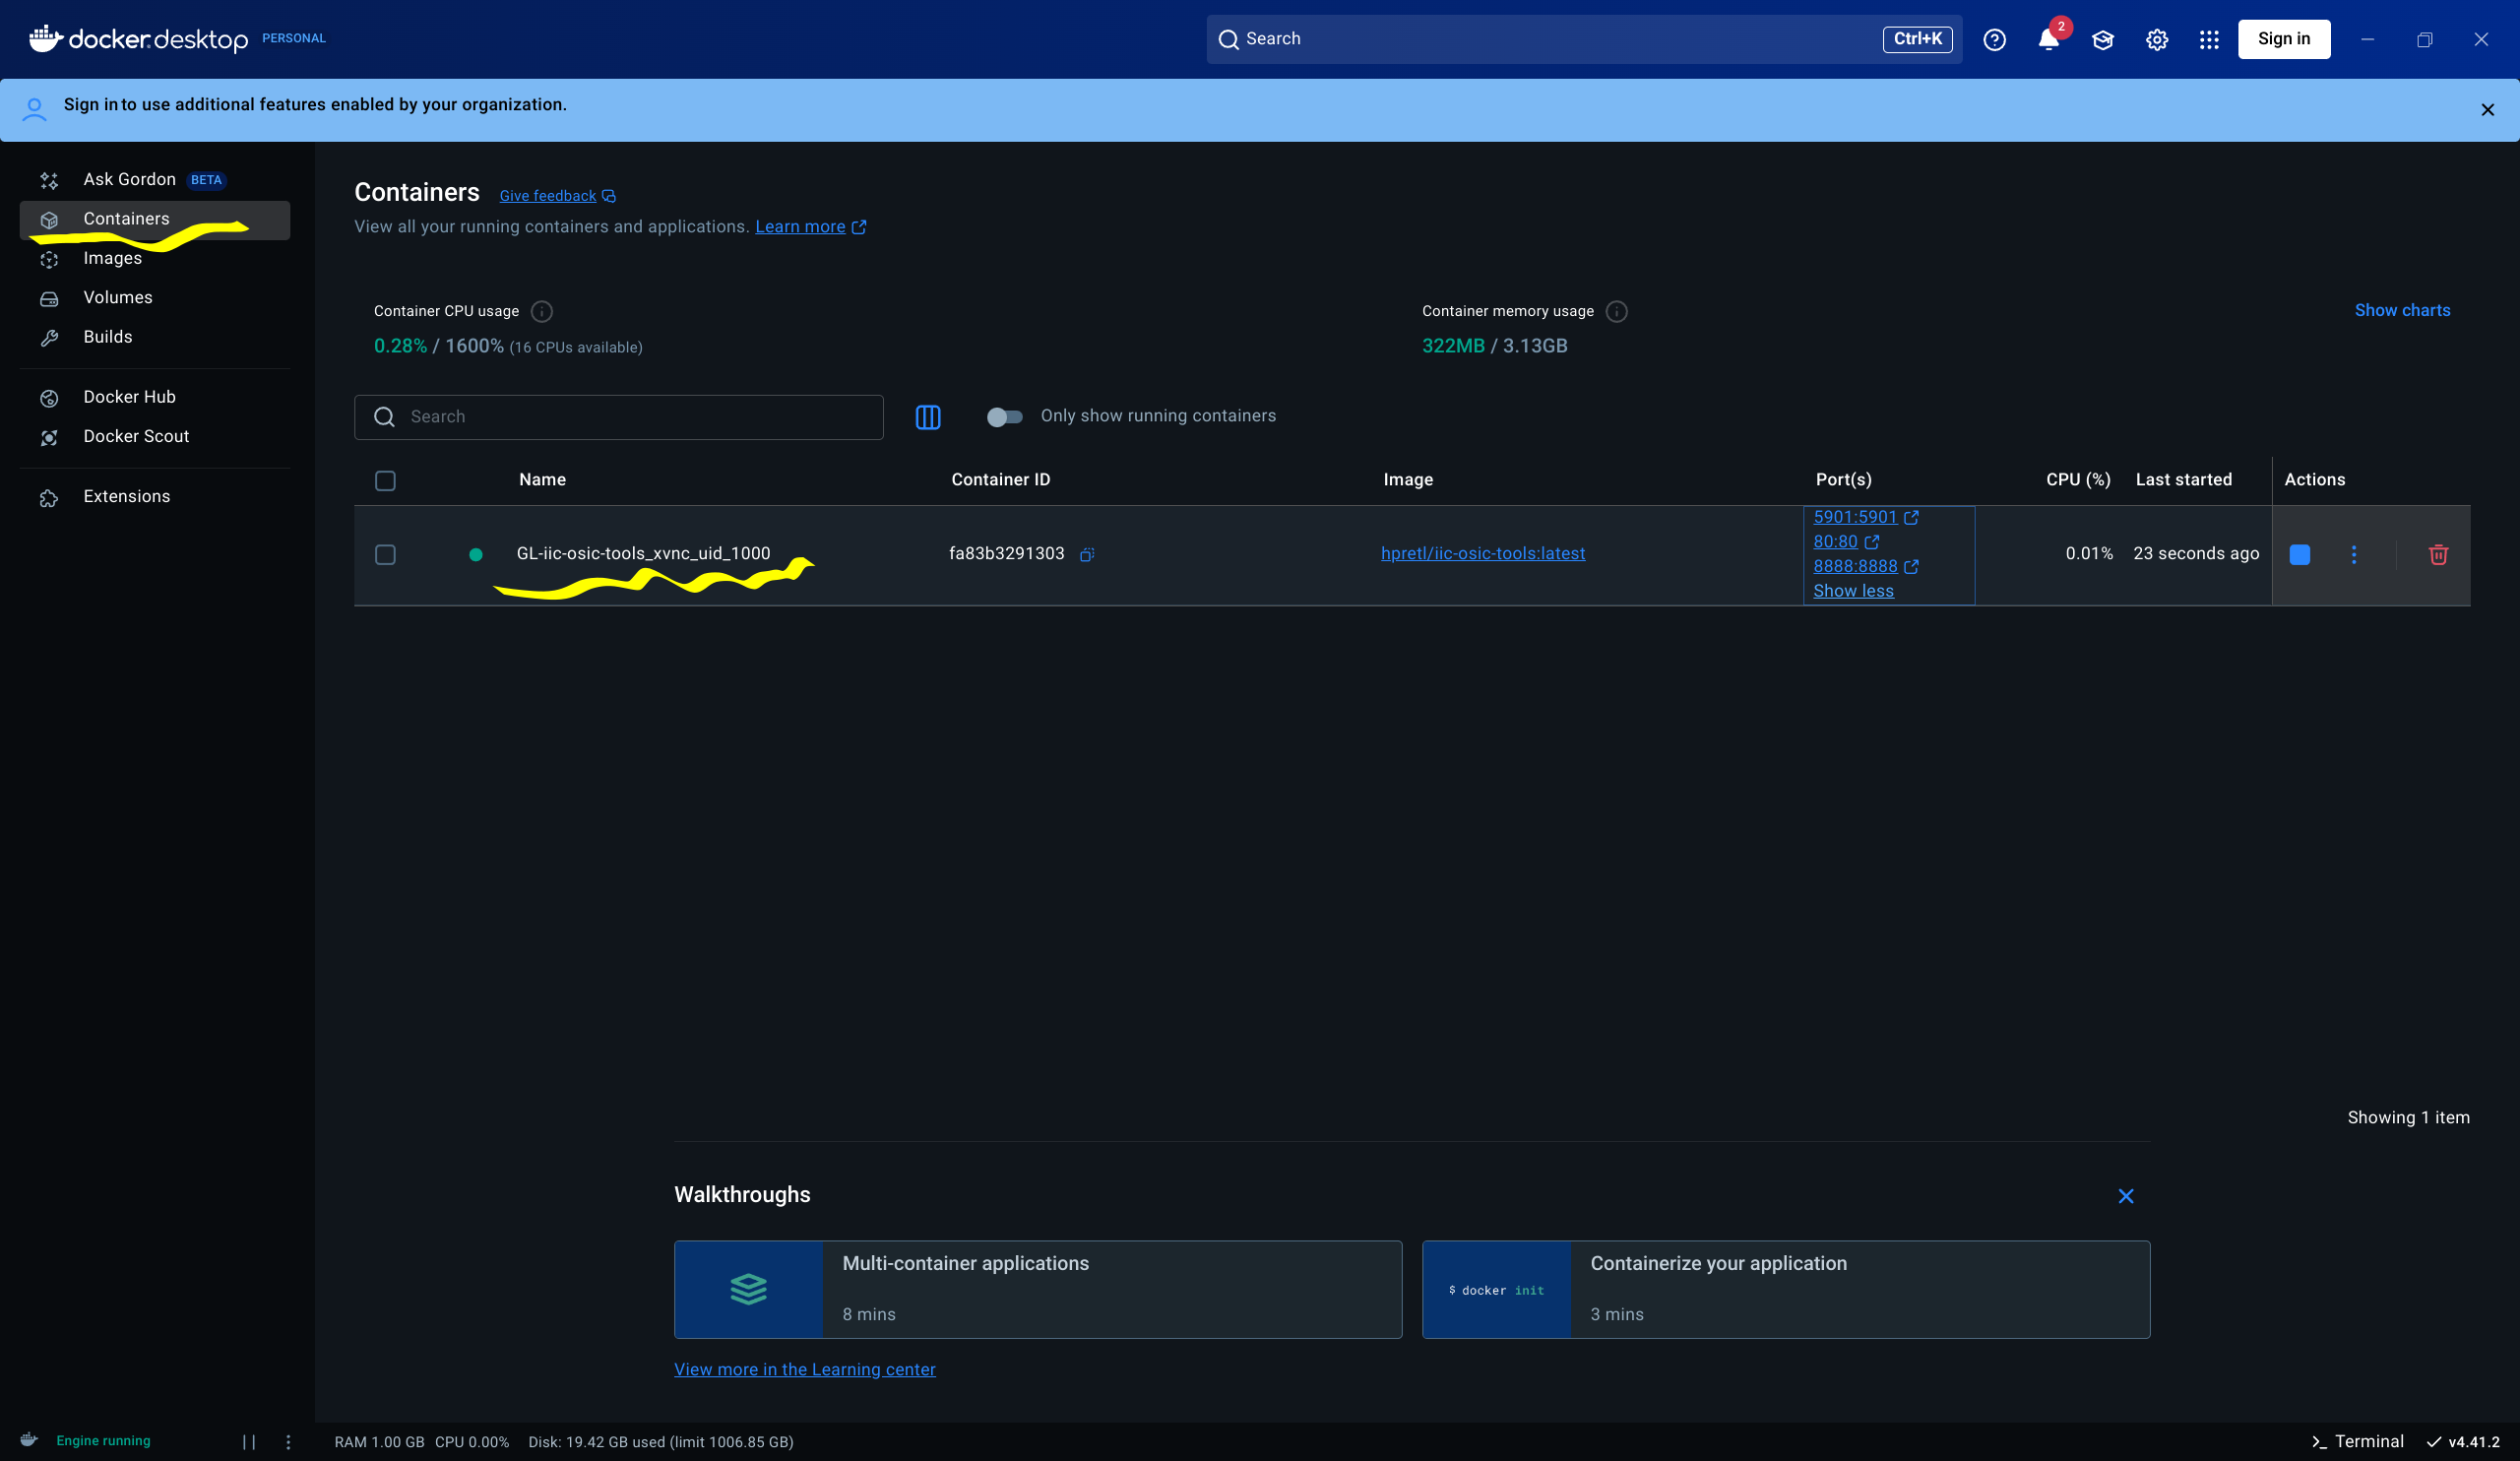 docker.desktop PERSONAL Search Ctrl+K 2 Sign in
Sign in to use additional features enabled by your organization.
Ask Gordon BETA
Containers
Images
Volumes
Builds
Docker Hub
Docker Scout
Extensions
Containers Give feedback
View all your running containers and applications. Learn more
Container CPU usage
0.28% / 1600% (16 CPUs available)
Container memory usage
322MB / 3.13GB
Show charts
Search
Only show running containers
Name Container ID Image Port(s) CPU (%) Last started Actions
GL-iic-osic-tools_xvnc_uid_1000 fa83b3291303 hpretl/iic-osic-tools:latest
5901:5901
80:80
8888:8888
Show less
0.01% 23 seconds ago
Showing 1 item
Walkthroughs
Multi-container applications
8 mins
$ docker init
Containerize your application
3 mins
View more in the Learning center
Engine running RAM 1.00 GB CPU 0.00% Disk: 19.42 GB used (limit 1006.85 GB) Terminal v4.41.2